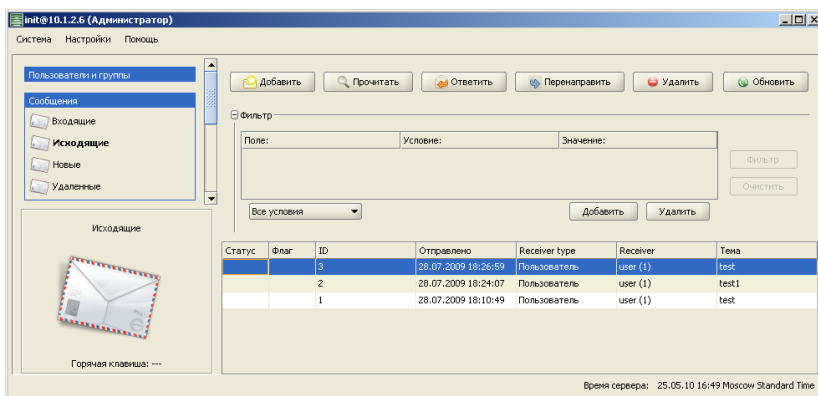 init@10.1.2.6 (Администратор)
Система Настройки Помощь
Пользователи и группы
Сообщения
Входящие
Исходящие
Новые
Удаленные
Исходящие
Горячая клавиша: ---
Добавить Прочитать Ответить Перенаправить Удалить Обновить
Фильтр
Поле: Условие: Значение:
Фильтр
Очистить
Все условия Добавить Удалить
Статус Флаг ID Отправлено Receiver type Receiver Тема
3 28.07.2009 18:26:59 Пользователь user (1) test
2 28.07.2009 18:24:07 Пользователь user (1) test1
1 28.07.2009 18:10:49 Пользователь user (1) test
Время сервера: 25.05.10 16:49 Moscow Standard Time